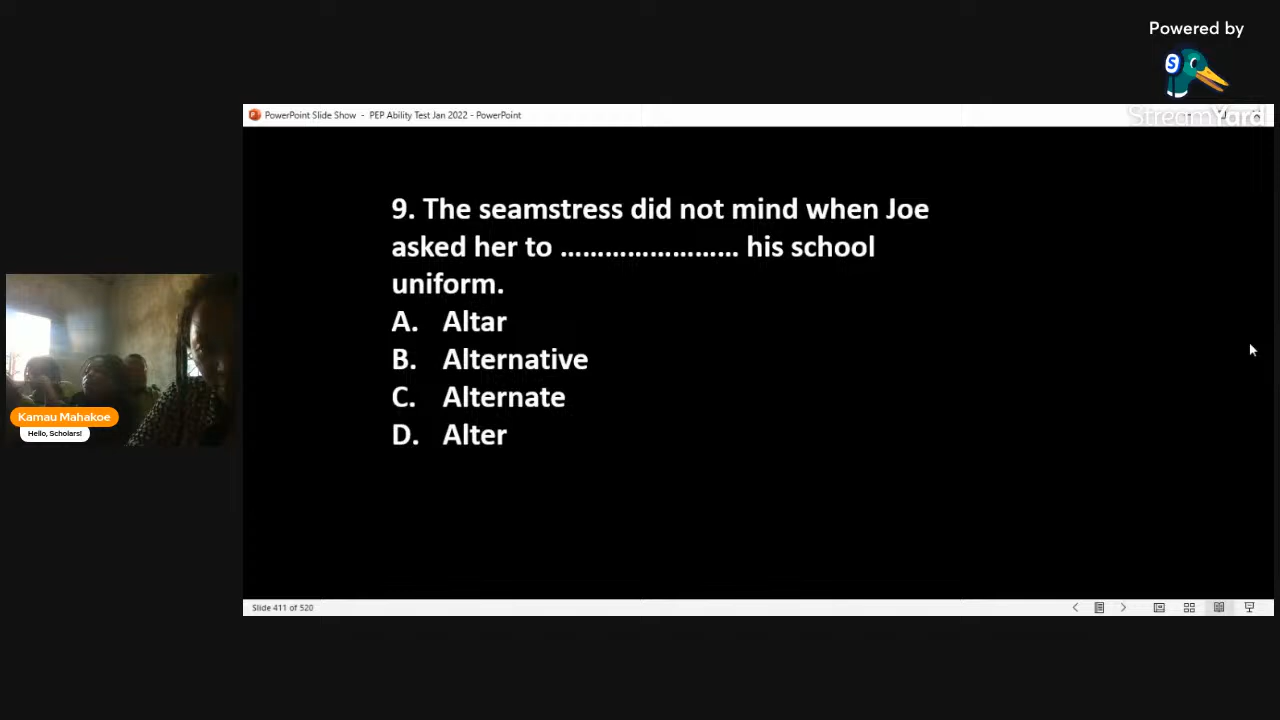 Powered by
StreamYard
PowerPoint Slide Show - PEP Ability Test Jan 2022 - PowerPoint
9. The seamstress did not mind when Joe
asked her to ........................ his school
uniform.
A. Altar
B. Alternative
C. Alternate
D. Alter
Kamau Mahakoe
Hello, Scholars!
Slide 411 of 520